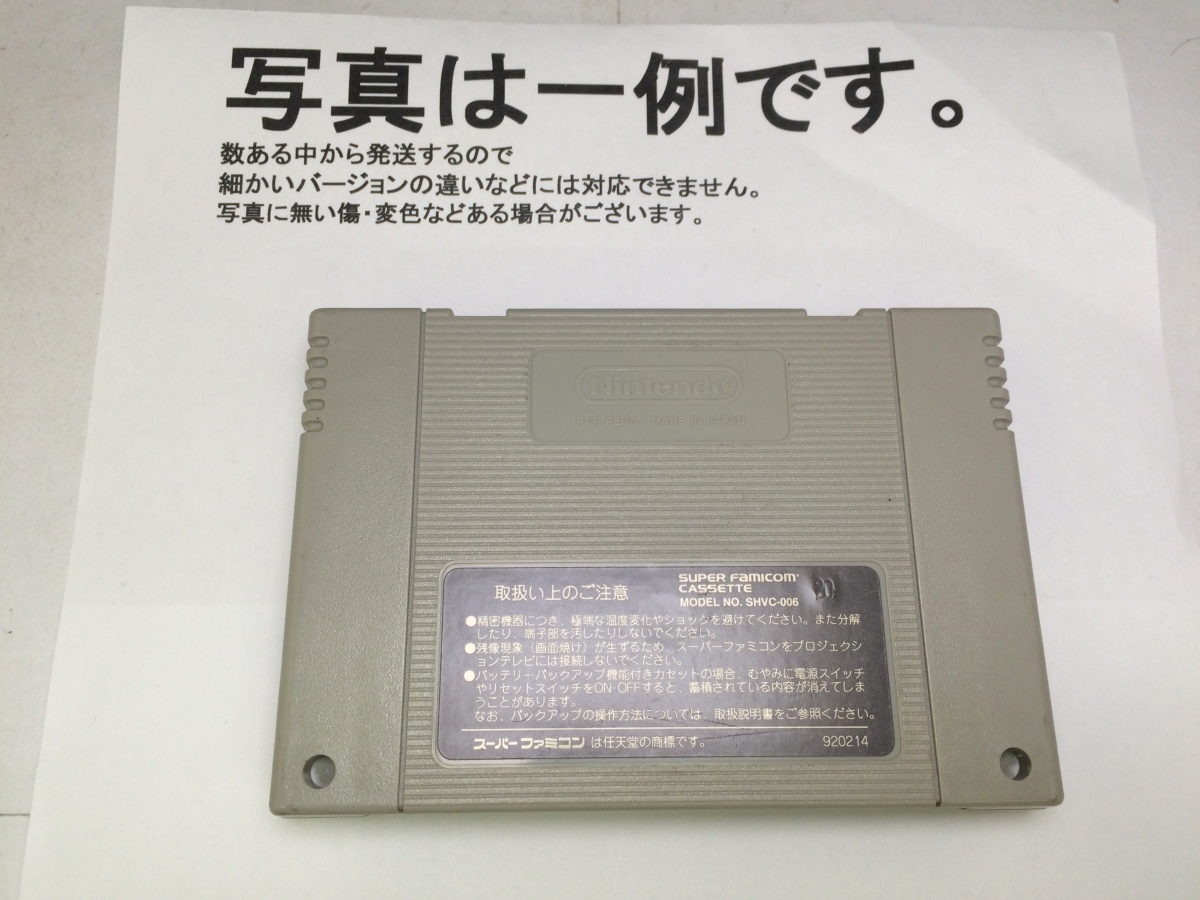 写真は一例です。
数ある中から発送するので
細かいバージョンの違いなどには対応できません。
写真に無い傷・変色などある場合がございます。
Nintendo
PAT. PEND. MADE IN JAPAN
取扱い上のご注意
SUPER FAMICOM
CASSETTE
MODEL NO. SHVC-006
20
●精密機器につき、極端な温度変化やショックを避けてください。また分解
したり、端子部を汚したりしないでください。
●残像現象（画面焼け）が生ずるため、スーパーファミコンをプロジェクシ
ョンテレビには接続しないでください。
●バッテリーバックアップ機能付きカセットの場合、むやみに電源スイッチ
やリセットスイッチをON・OFFすると、蓄積されている内容が消えてしま
うことがあります。
なお、バックアップの操作方法については、取扱説明書をご参照ください。
スーパーファミコンは任天堂の商標です。
920214